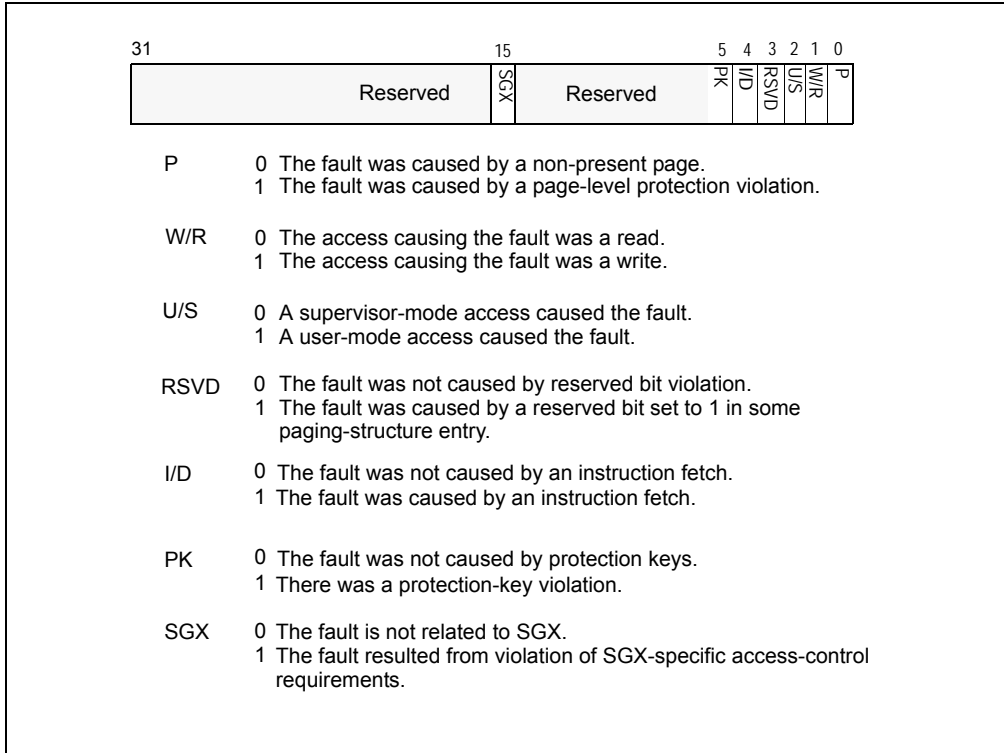 31 15 5 4 3 2 1 0
Reserved SGX Reserved PK I/D RSVD U/S W/R P
P 0 The fault was caused by a non-present page.
1 The fault was caused by a page-level protection violation.
W/R 0 The access causing the fault was a read.
1 The access causing the fault was a write.
U/S 0 A supervisor-mode access caused the fault.
1 A user-mode access caused the fault.
RSVD 0 The fault was not caused by reserved bit violation.
1 The fault was caused by a reserved bit set to 1 in some
paging-structure entry.
I/D 0 The fault was not caused by an instruction fetch.
1 The fault was caused by an instruction fetch.
PK 0 The fault was not caused by protection keys.
1 There was a protection-key violation.
SGX 0 The fault is not related to SGX.
1 The fault resulted from violation of SGX-specific access-control
requirements.